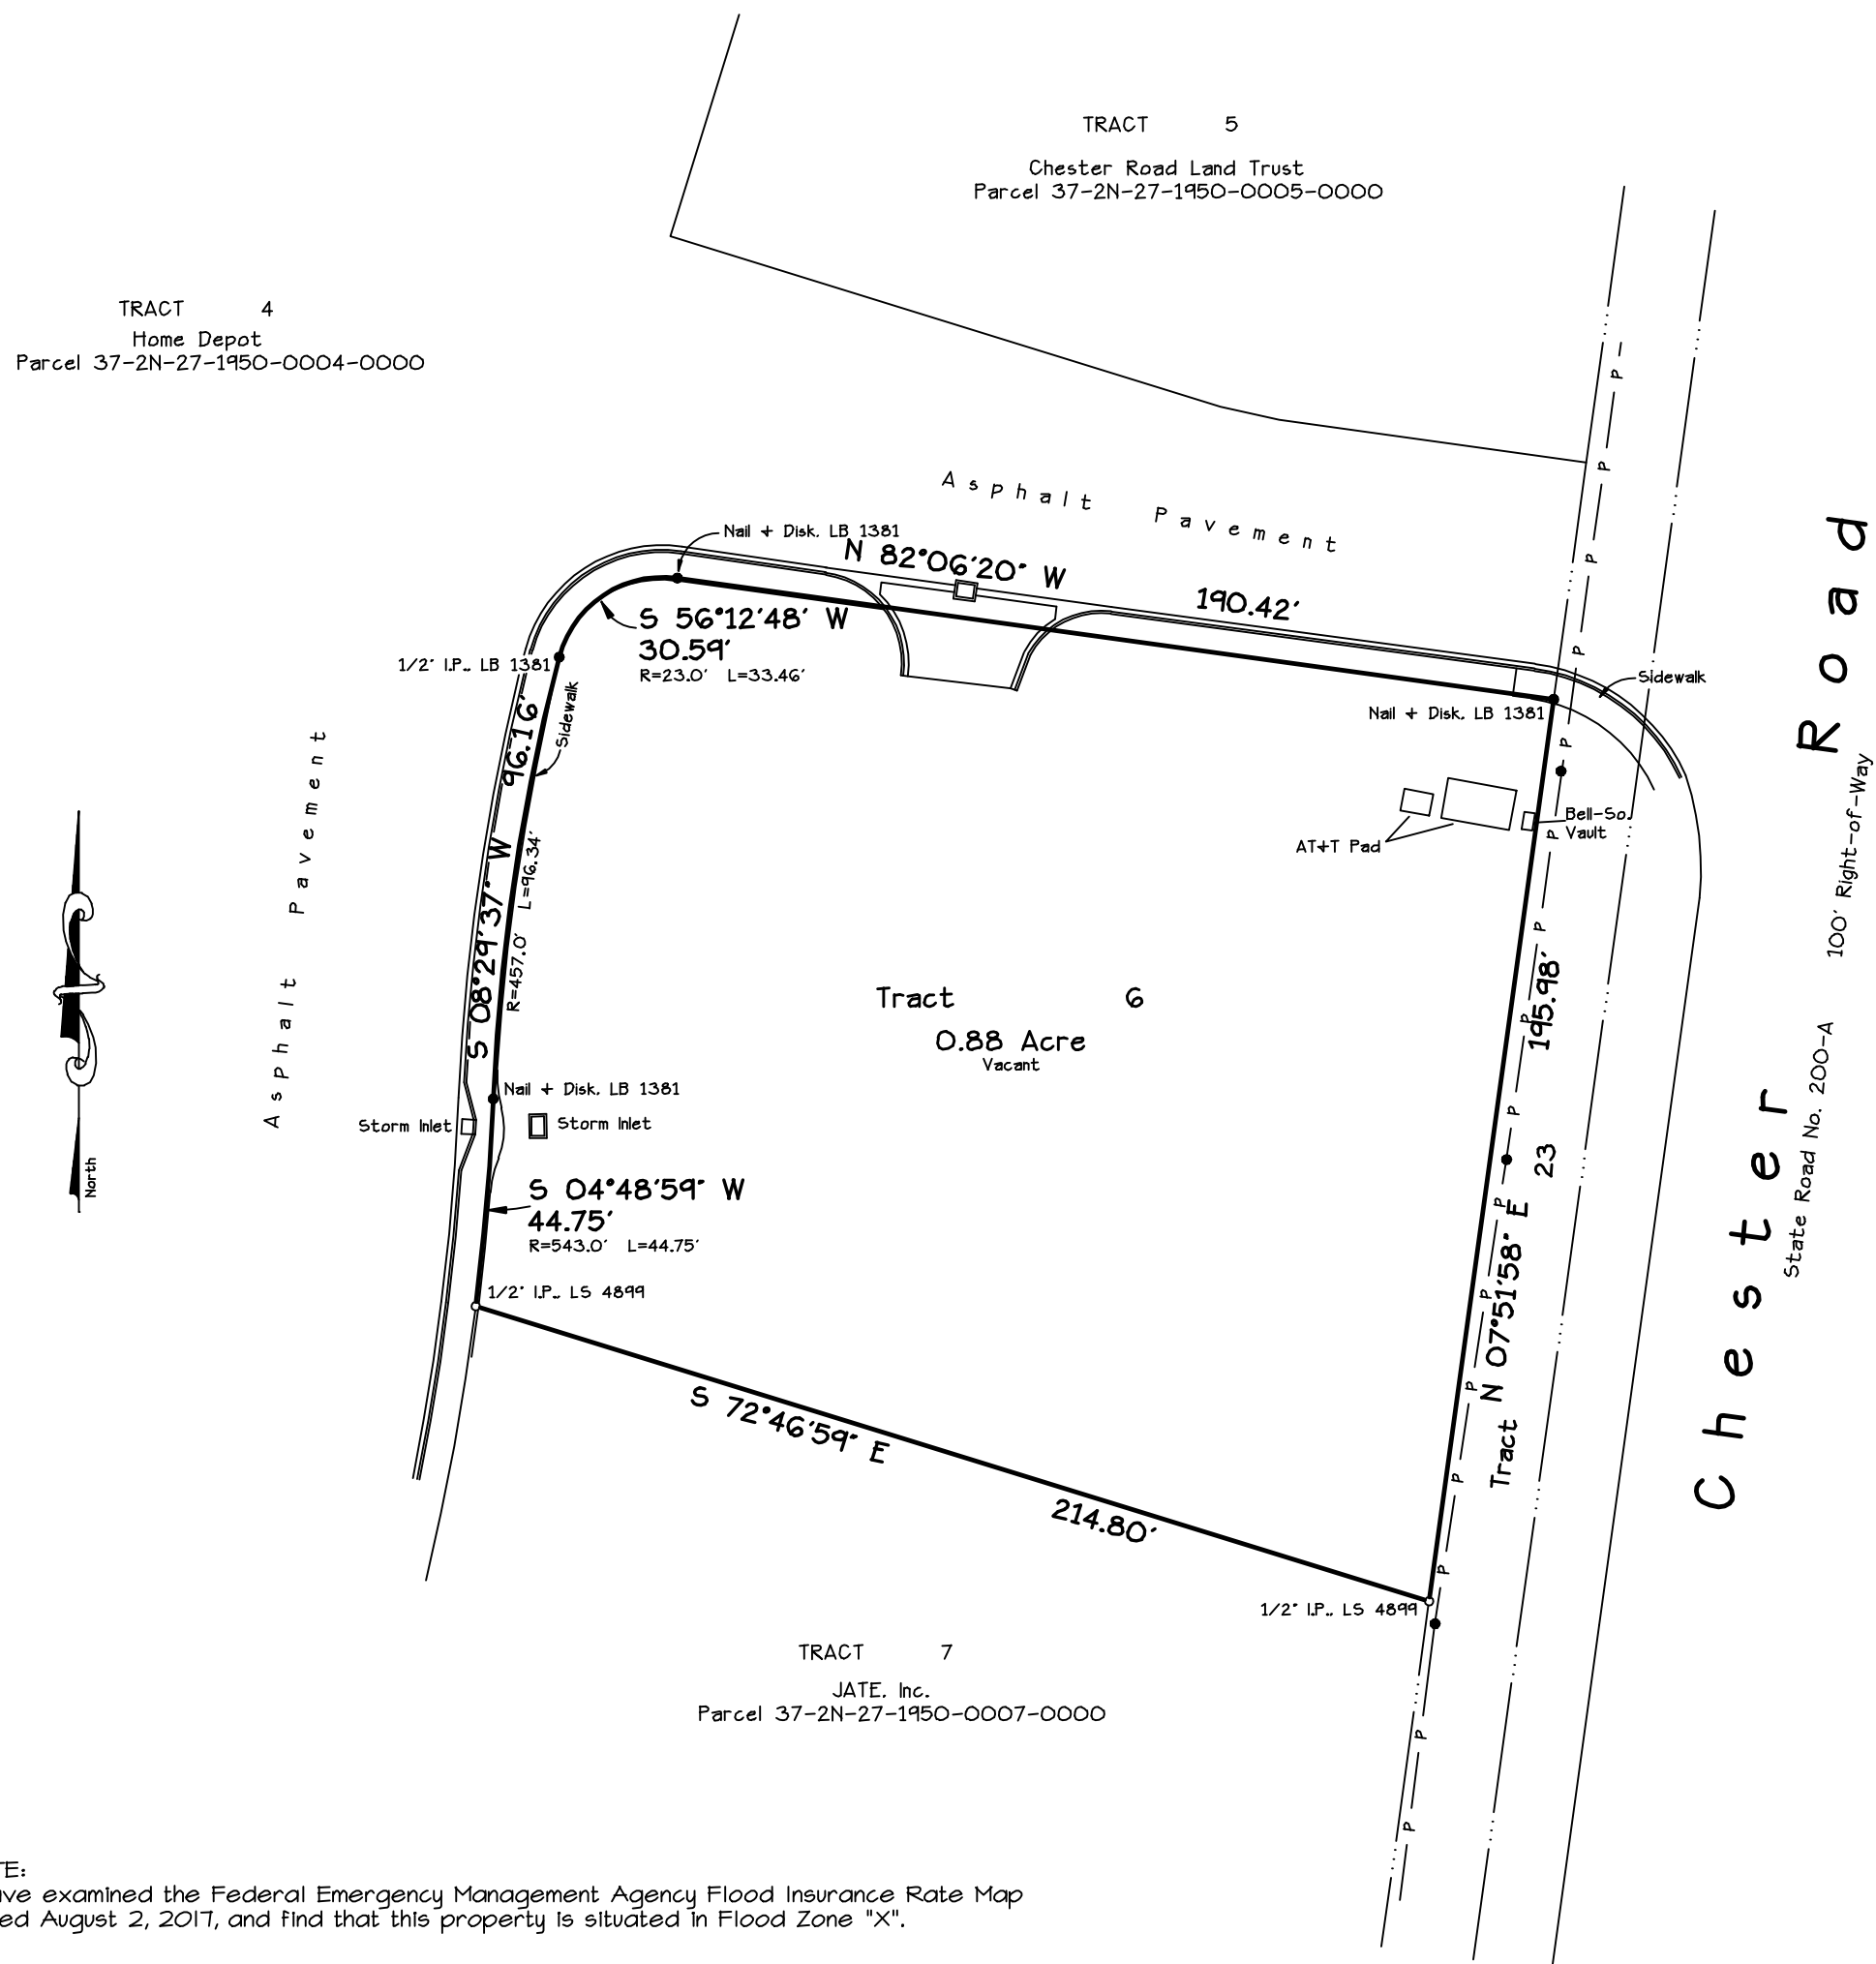 TRACT 5
Chester Road Land Trust
Parcel 37-2N-27-1950-0005-0000
TRACT 4
Home Depot
Parcel 37-2N-27-1950-0004-0000
Asphalt Pavement
Nail + Disk, LB 1381
N 82°06'20" W
190.42'
S 56°12'48" W
30.59'
R=23.0' L=33.46'
1/2" I.P., LB 1381
Sidewalk
Sidewalk
Nail + Disk, LB 1381
S 08°29'37" W 96.16'
R=457.0' L=96.34'
Asphalt Pavement
AT+T Pad
Bell-So.
Vault
Chester Road
State Road No. 200-A 100' Right-of-Way
Tract 6
0.88 Acre
Vacant
195.98'
N 07°51'58" E
Tract 23
P P P P P P P P P P P P P P P P P
North
Nail + Disk, LB 1381
Storm Inlet
Storm Inlet
S 04°48'59" W
44.75'
R=543.0' L=44.75'
1/2" I.P., LS 4899
S 72°46'59" E
214.80'
1/2" I.P., LS 4899
TRACT 7
JATE, Inc.
Parcel 37-2N-27-1950-0007-0000
TE:
ve examined the Federal Emergency Management Agency Flood Insurance Rate Map
ed August 2, 2017, and find that this property is situated in Flood Zone "X".